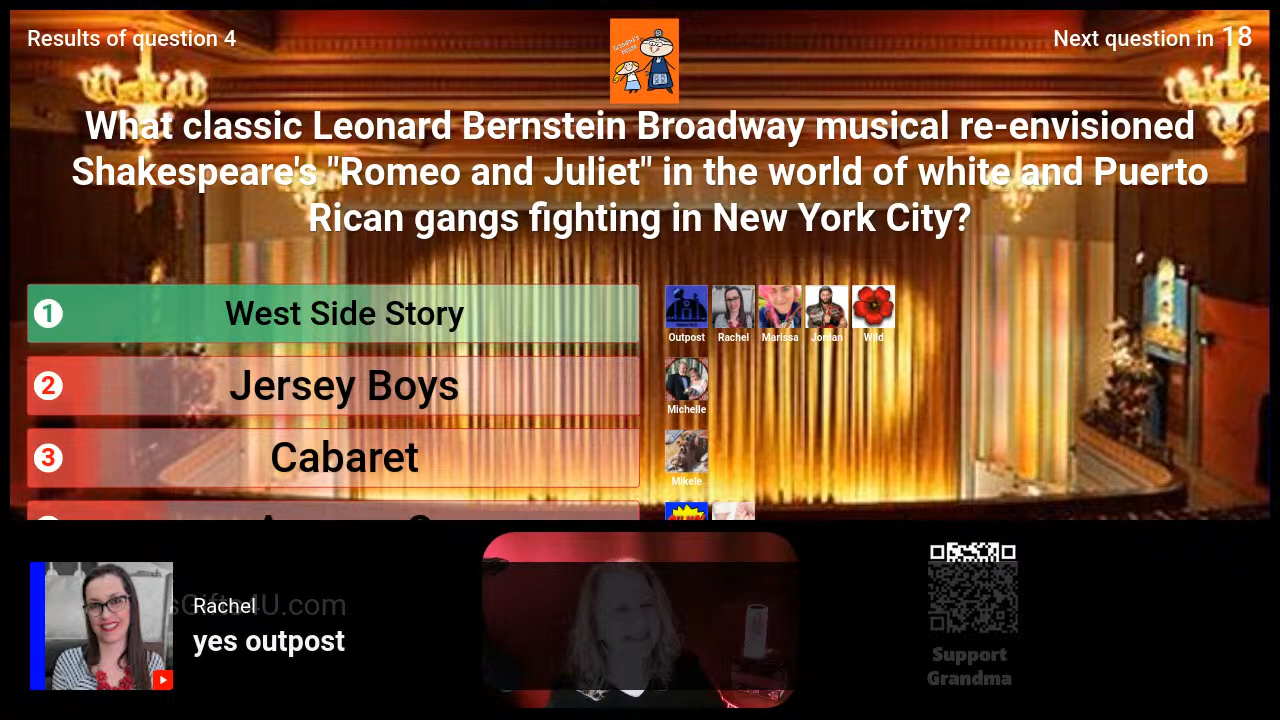 Results of question 4
Next question in 18
What classic Leonard Bernstein Broadway musical re-envisioned
Shakespeare's "Romeo and Juliet" in the world of white and Puerto
Rican gangs fighting in New York City?
1 West Side Story
Outpost Rachel Marissa Jordan Wild
2 Jersey Boys
Michelle
3 Cabaret
Mikele
sGifts4U.com
Rachel
yes outpost
Support
Grandma